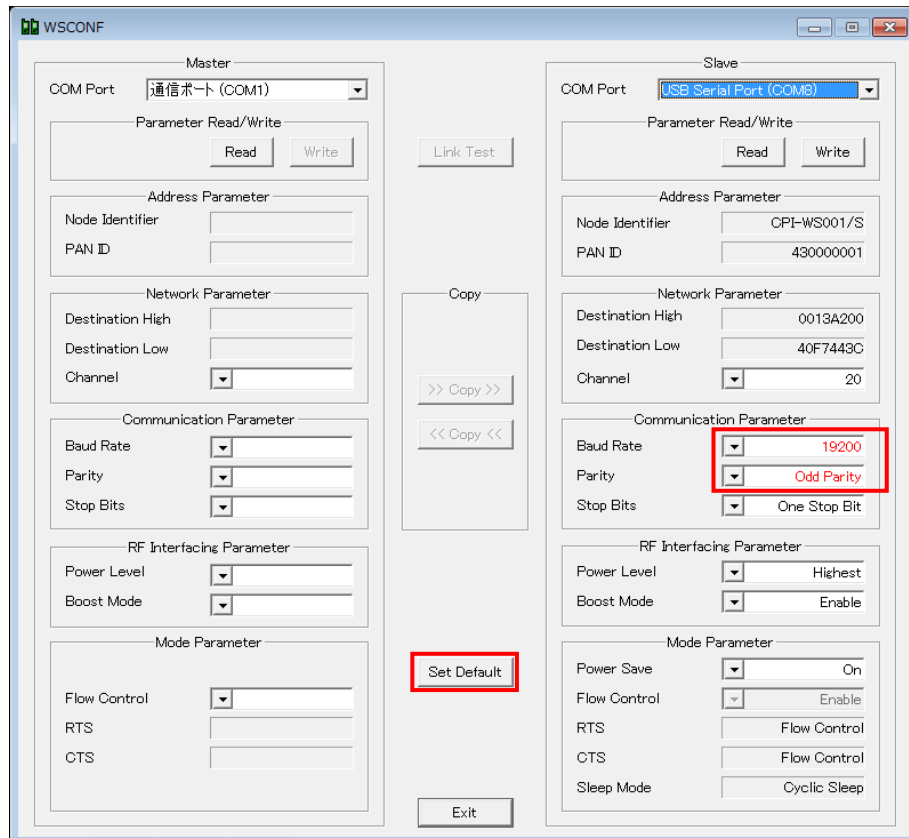 WSCONF
Master
COM Port 通信ポート (COM1)
Parameter Read/Write
Read Write
Address Parameter
Node Identifier
PAN ID
Network Parameter
Destination High
Destination Low
Channel
Communication Parameter
Baud Rate
Parity
Stop Bits
RF Interfacing Parameter
Power Level
Boost Mode
Mode Parameter
Flow Control
RTS
CTS
Link Test
Copy
>> Copy >>
<< Copy <<
Set Default
Exit
Slave
COM Port USB Serial Port (COM8)
Parameter Read/Write
Read Write
Address Parameter
Node Identifier CPI-WS001/S
PAN ID 430000001
Network Parameter
Destination High 0013A200
Destination Low 40F7443C
Channel 20
Communication Parameter
Baud Rate 19200
Parity Odd Parity
Stop Bits One Stop Bit
RF Interfacing Parameter
Power Level Highest
Boost Mode Enable
Mode Parameter
Power Save On
Flow Control Enable
RTS Flow Control
CTS Flow Control
Sleep Mode Cyclic Sleep